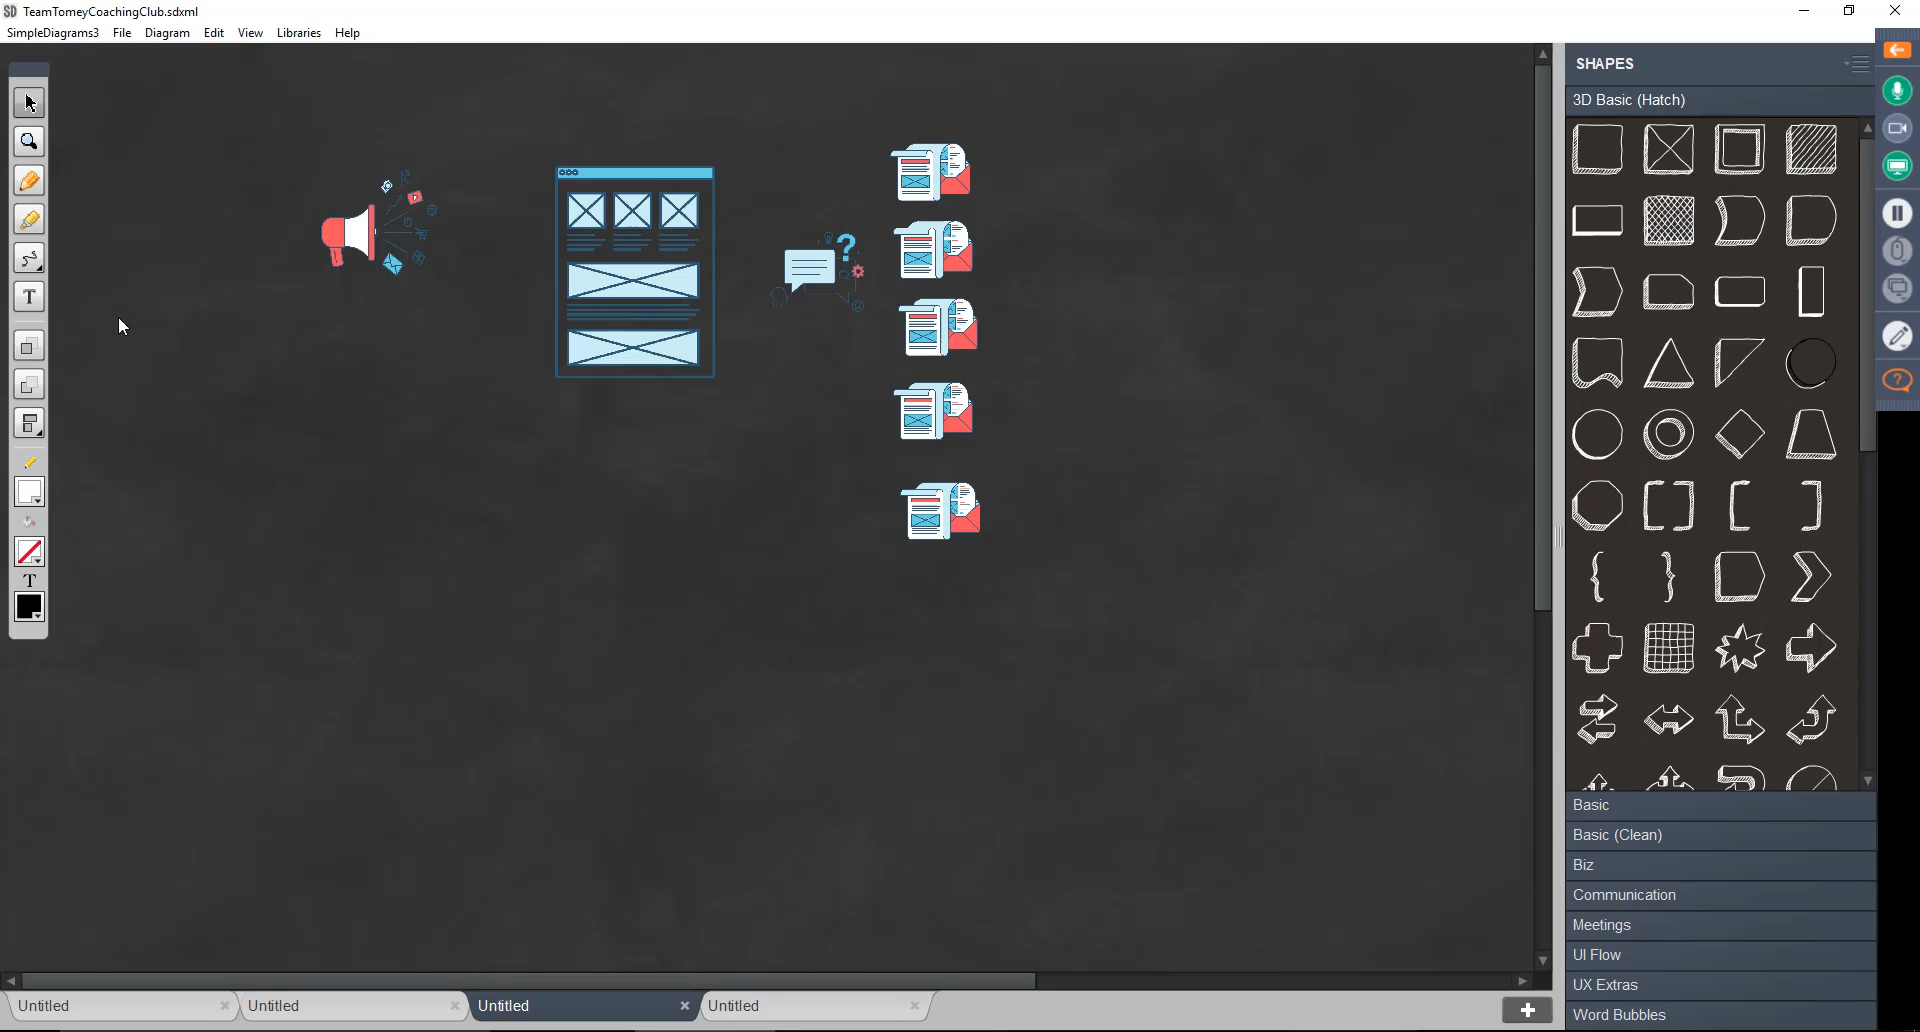 SD TeamTomeyCoachingClub.sdxml
SimpleDiagrams3 File Diagram Edit View Libraries Help
SHAPES
3D Basic (Hatch)
?
T
?
T
Basic
Basic (Clean)
Biz
Communication
Meetings
UI Flow
UX Extras
Word Bubbles
Untitled Untitled Untitled Untitled